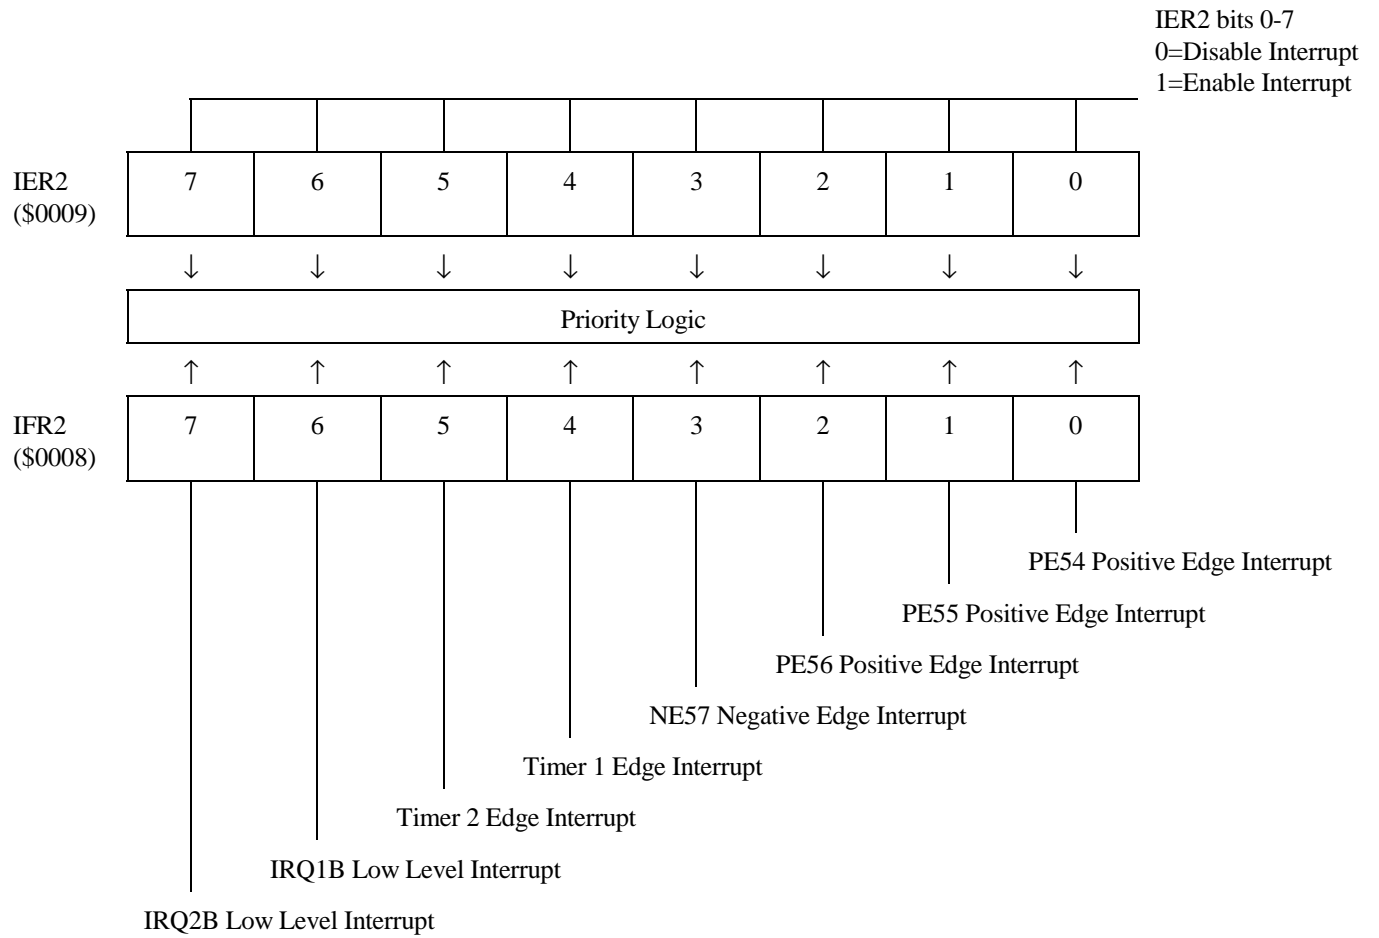 IER2 bits 0-7
0=Disable Interrupt
1=Enable Interrupt
IER2
($0009)
7 6 5 4 3 2 1 0
↓ ↓ ↓ ↓ ↓ ↓ ↓ ↓
Priority Logic
↑ ↑ ↑ ↑ ↑ ↑ ↑ ↑
IFR2
($0008)
7 6 5 4 3 2 1 0
PE54 Positive Edge Interrupt
PE55 Positive Edge Interrupt
PE56 Positive Edge Interrupt
NE57 Negative Edge Interrupt
Timer 1 Edge Interrupt
Timer 2 Edge Interrupt
IRQ1B Low Level Interrupt
IRQ2B Low Level Interrupt